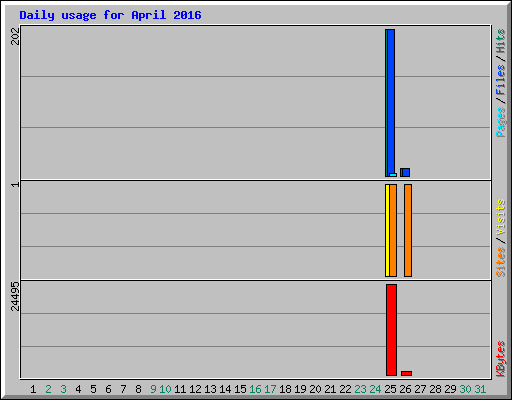 Daily usage for April 2016
202
Pages/Files/Hits
1
Sites/Visits
24495
KBytes
1 2 3 4 5 6 7 8 9 10 11 12 13 14 15 16 17 18 19 20 21 22 23 24 25 26 27 28 29 30 31